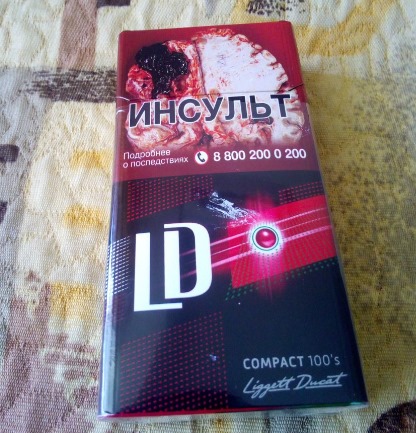 ИНСУЛЬТ
Подробнее
о последствиях 8 800 200 0 200
LD
COMPACT 100's
Liggett Ducat